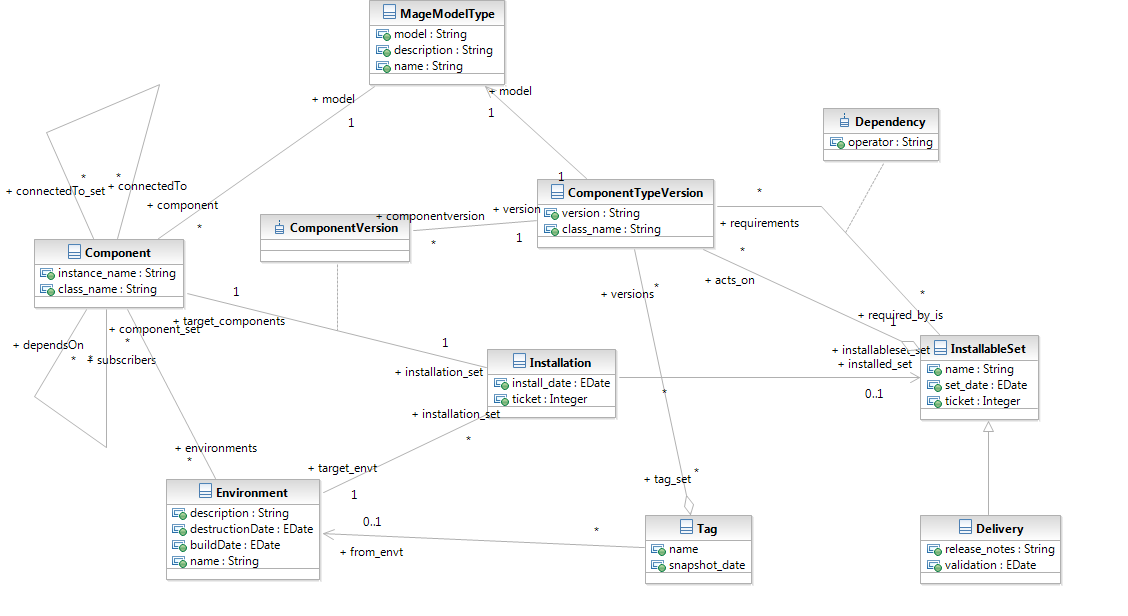 MageModelType
model : String
description : String
name : String
+ model
1
+ model
1
Dependency
operator : String
*
*
+ connectedTo_set
+ connectedTo
+ component
*
1
ComponentTypeVersion
version : String
class_name : String
*
+ requirements
+ version
1
+ componentversion
*
ComponentVersion
Component
instance_name : String
class_name : String
*
+ acts_on
+ versions
*
1
+ target_components
*
+ required_by_is
1
+ component_set
*
+ dependsOn
*
*
+ subscribers
1
+ installation_set
Installation
install_date : EDate
ticket : Integer
+ installableset_set
+ installed_set
0..1
InstallableSet
name : String
set_date : EDate
ticket : Integer
*
+ installation_set
*
+ environments
*
+ target_envt
1
*
+ tag_set
Environment
description : String
destructionDate : EDate
buildDate : EDate
name : String
0..1
+ from_envt
*
Tag
name
snapshot_date
Delivery
release_notes : String
validation : EDate